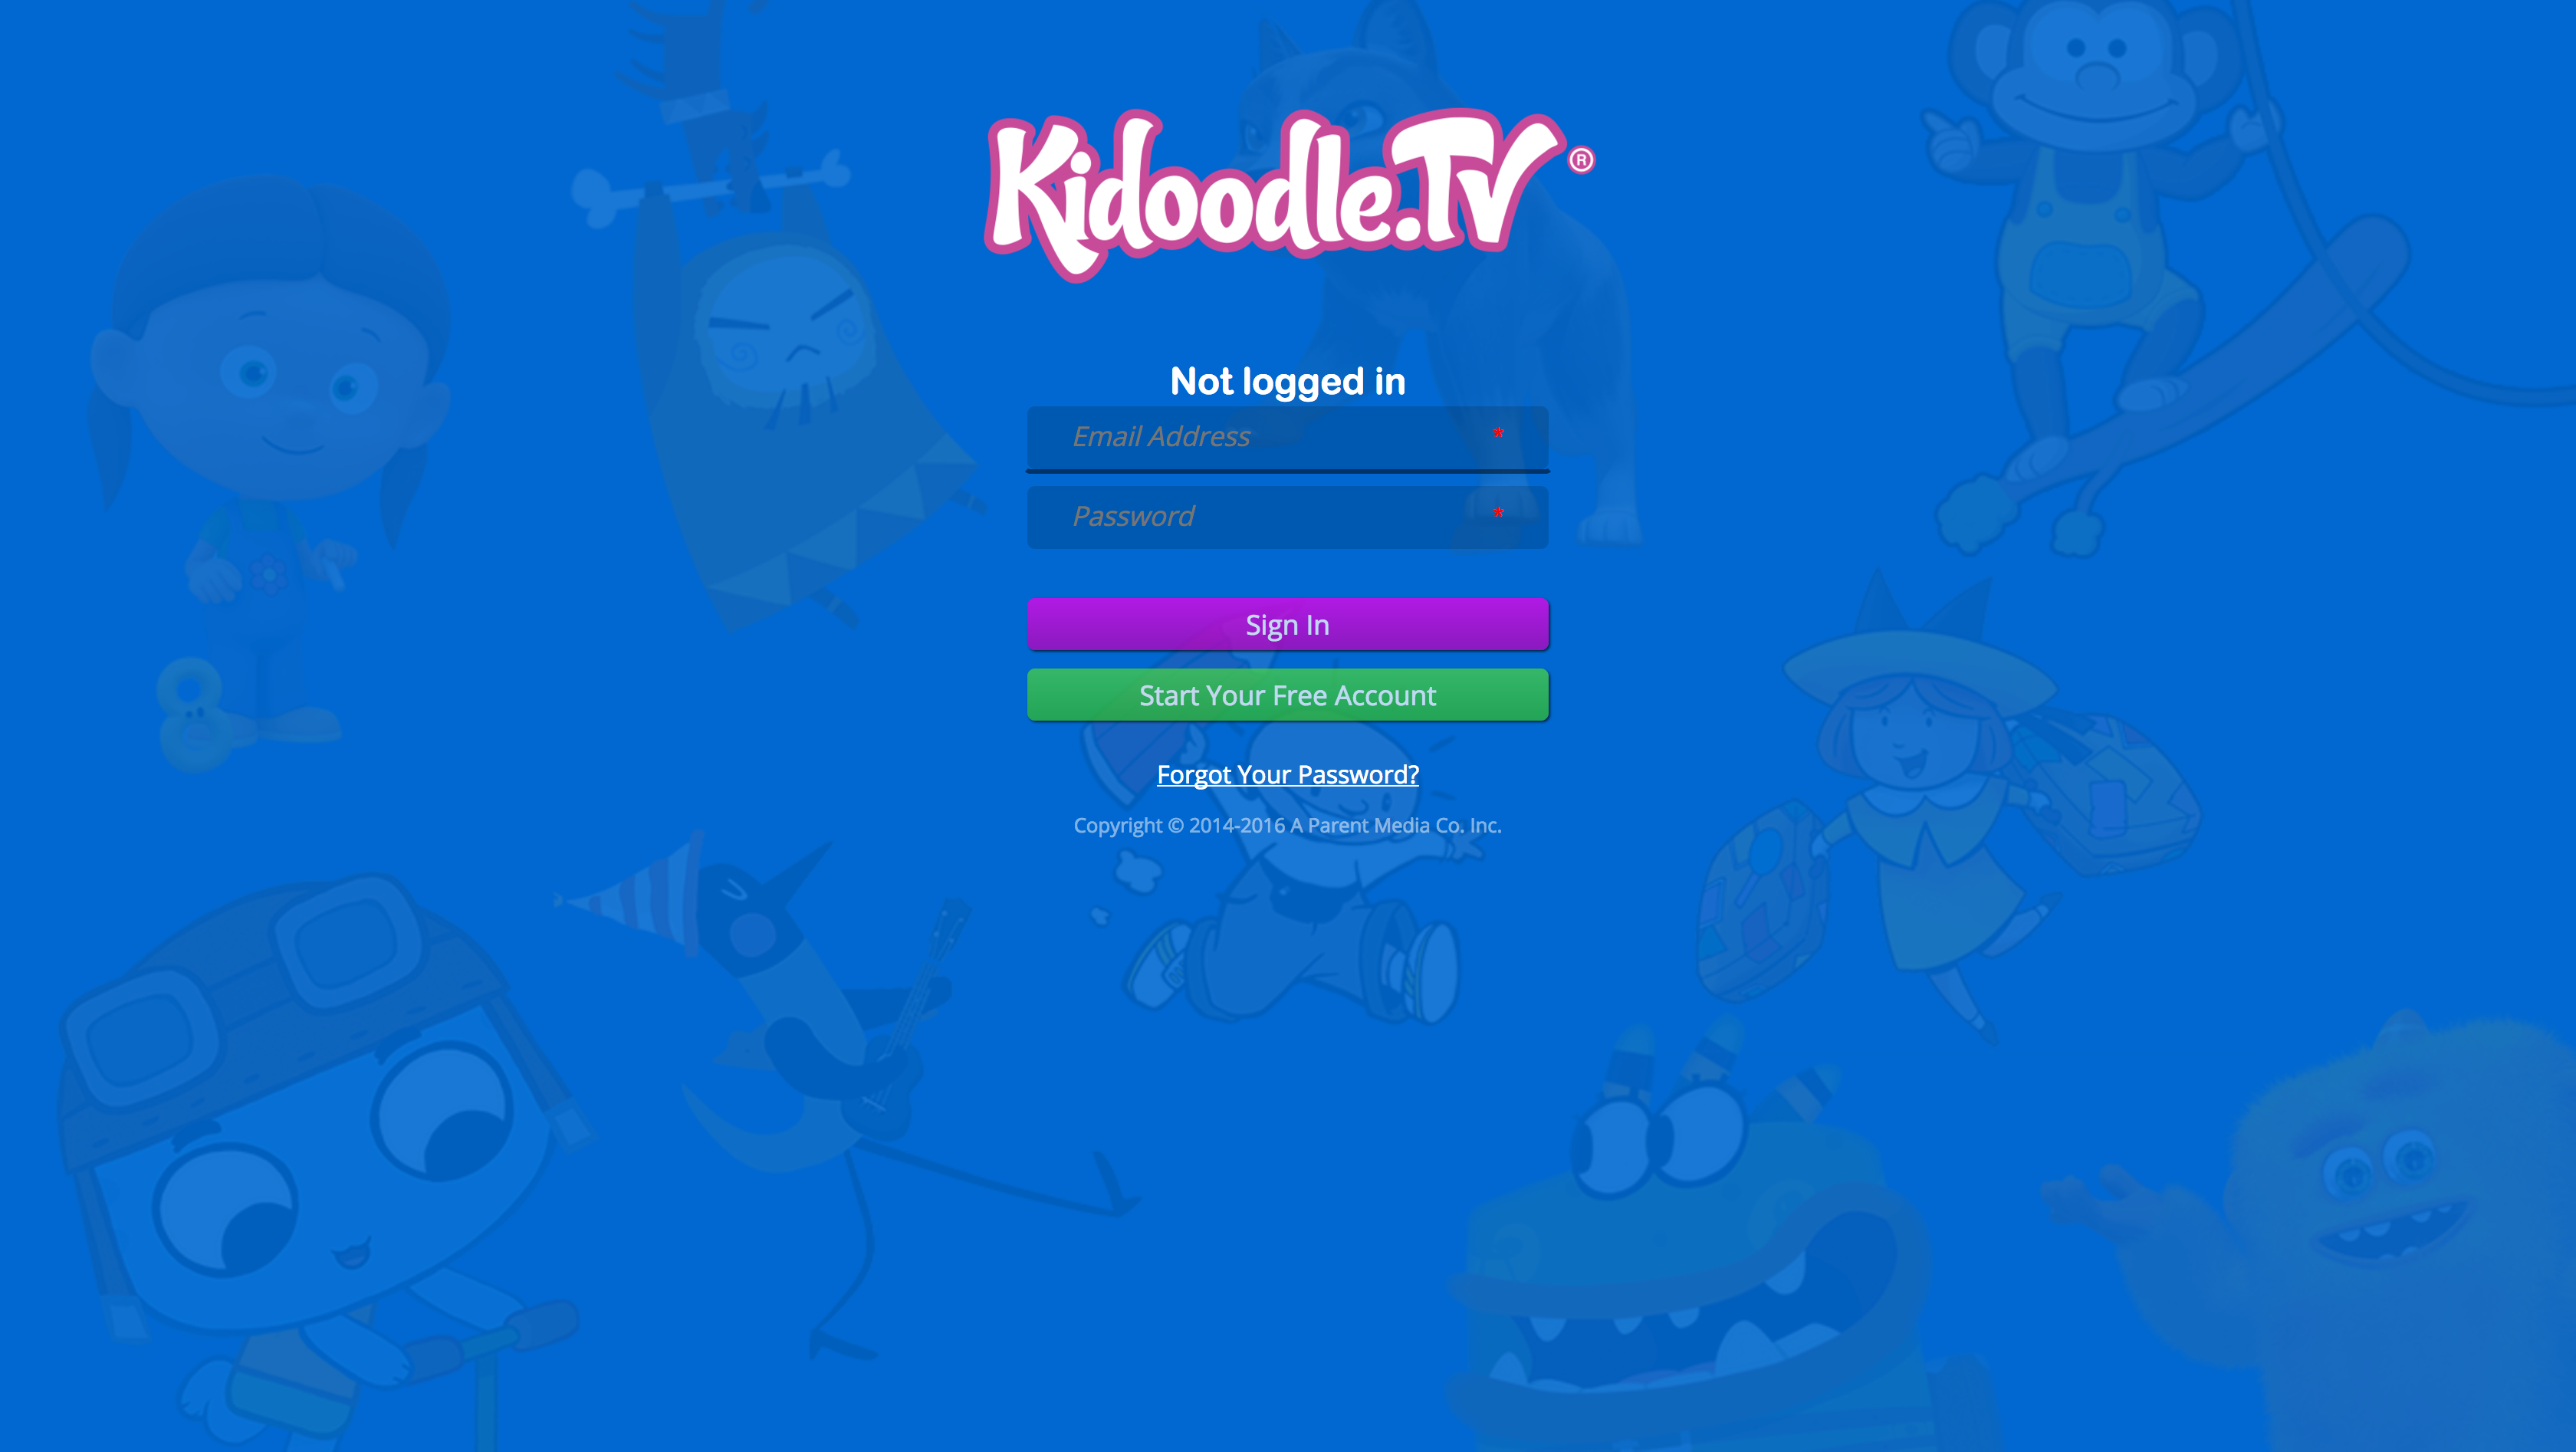 Kidoodle.TV®
Not logged in
Email Address *
Password *
Sign In
Start Your Free Account
Forgot Your Password?
Copyright © 2014-2016 A Parent Media Co. Inc.